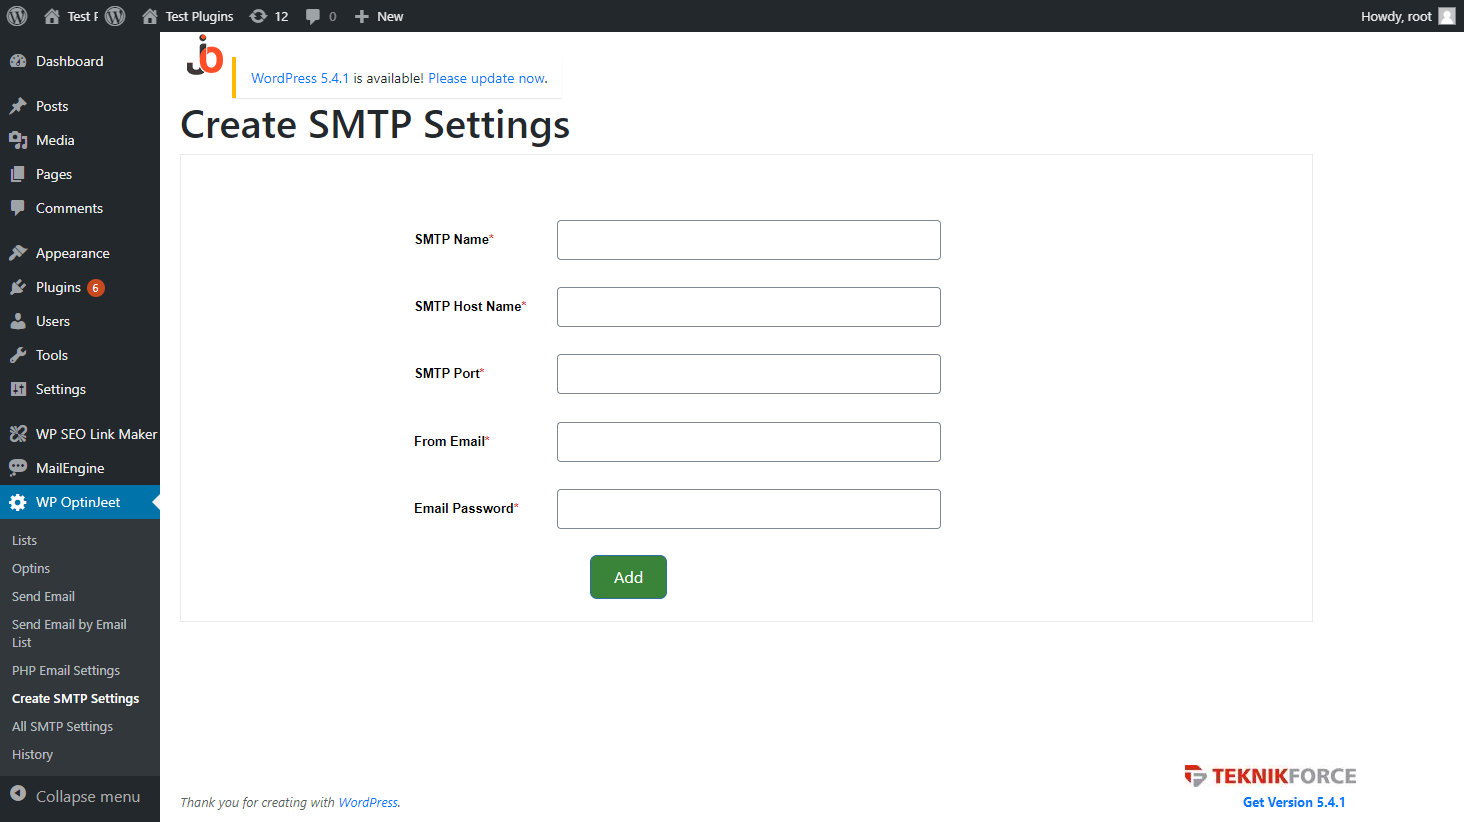 Test F
Test Plugins
12
0
New
Howdy, root
Dashboard
Posts
Media
Pages
Comments
Appearance
Plugins 6
Users
Tools
Settings
WP SEO Link Maker
MailEngine
WP OptinJeet
Lists
Optins
Send Email
Send Email by Email
List
PHP Email Settings
Create SMTP Settings
All SMTP Settings
History
Collapse menu
WordPress 5.4.1 is available! Please update now.
Create SMTP Settings
SMTP Name*
SMTP Host Name*
SMTP Port*
From Email*
Email Password*
Add
TEKNIKFORCE
Thank you for creating with WordPress.
Get Version 5.4.1